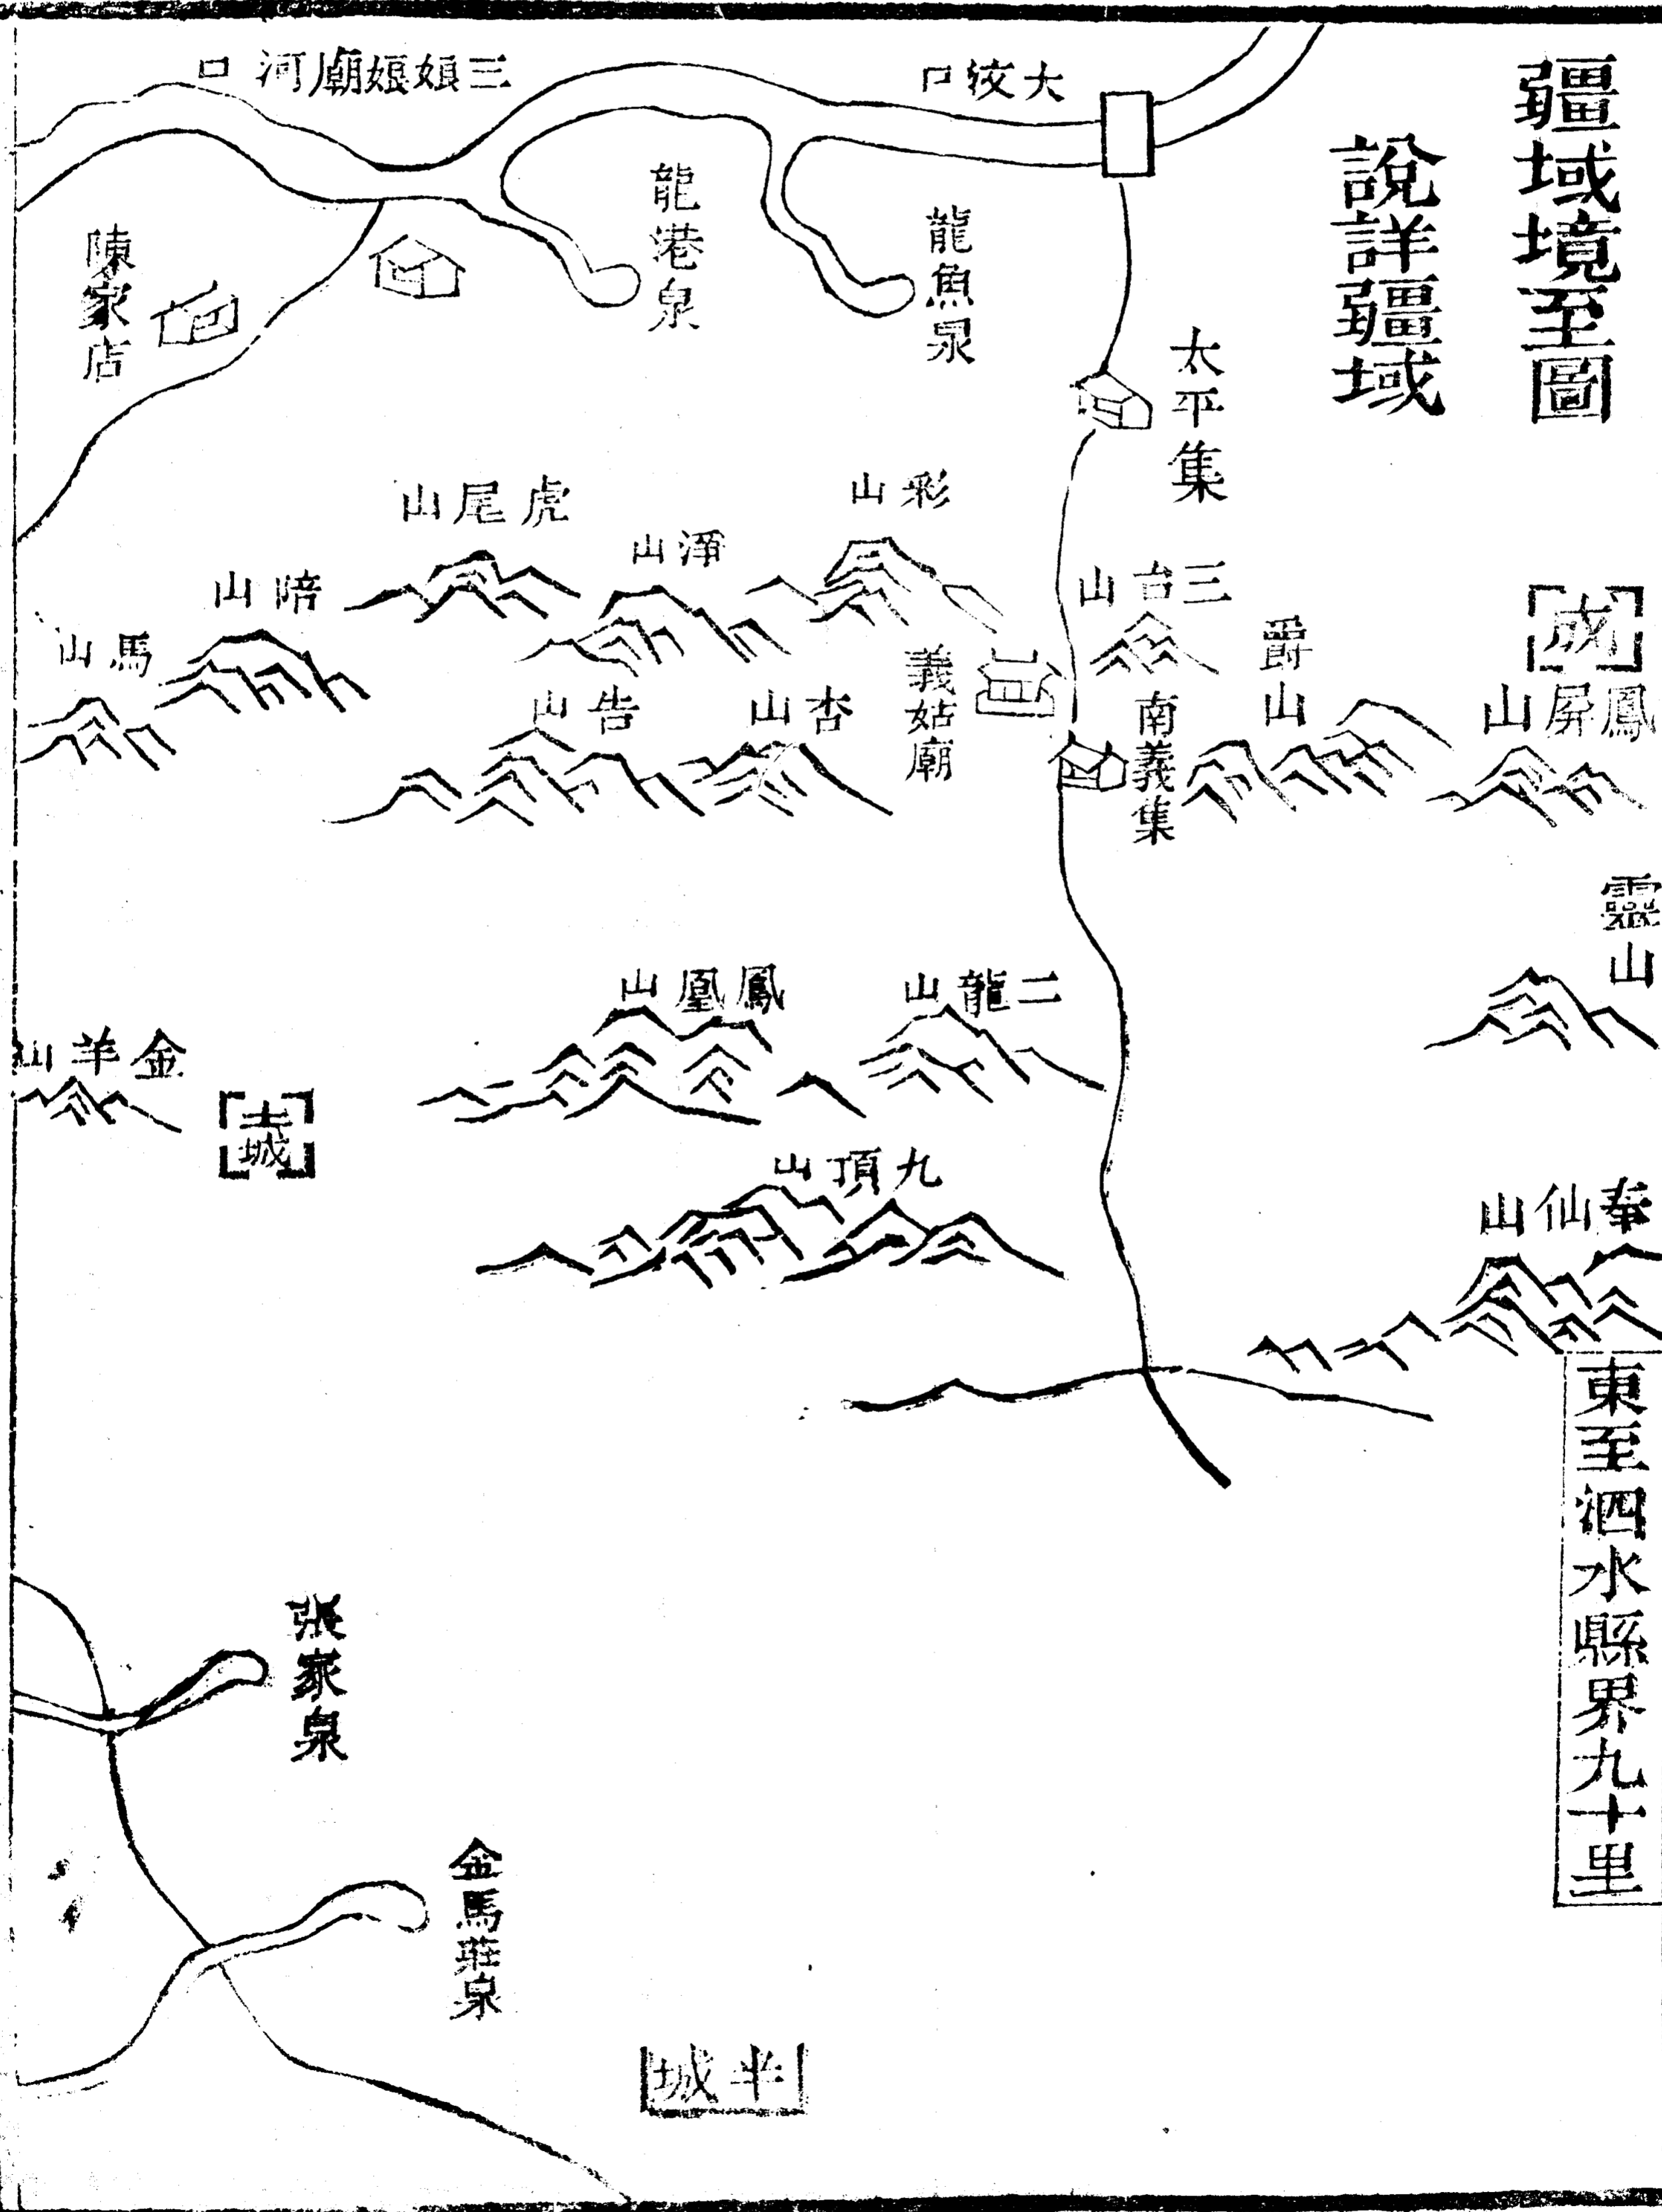 疆域境至圖
說詳疆域
成
鳳屏山
靈山
奉仙山
東至泗水縣界九十里
爵山
三台山
太平集
南義集
大汶口
龍魚泉
龍港泉
三娘娘廟河口
陳家店
彩山
虎尾山
陪山
馬山
義姑廟
杏山
告山
二龍山
鳳凰山
金羊山
土城
九頂山
張家泉
金馬莊泉
半城